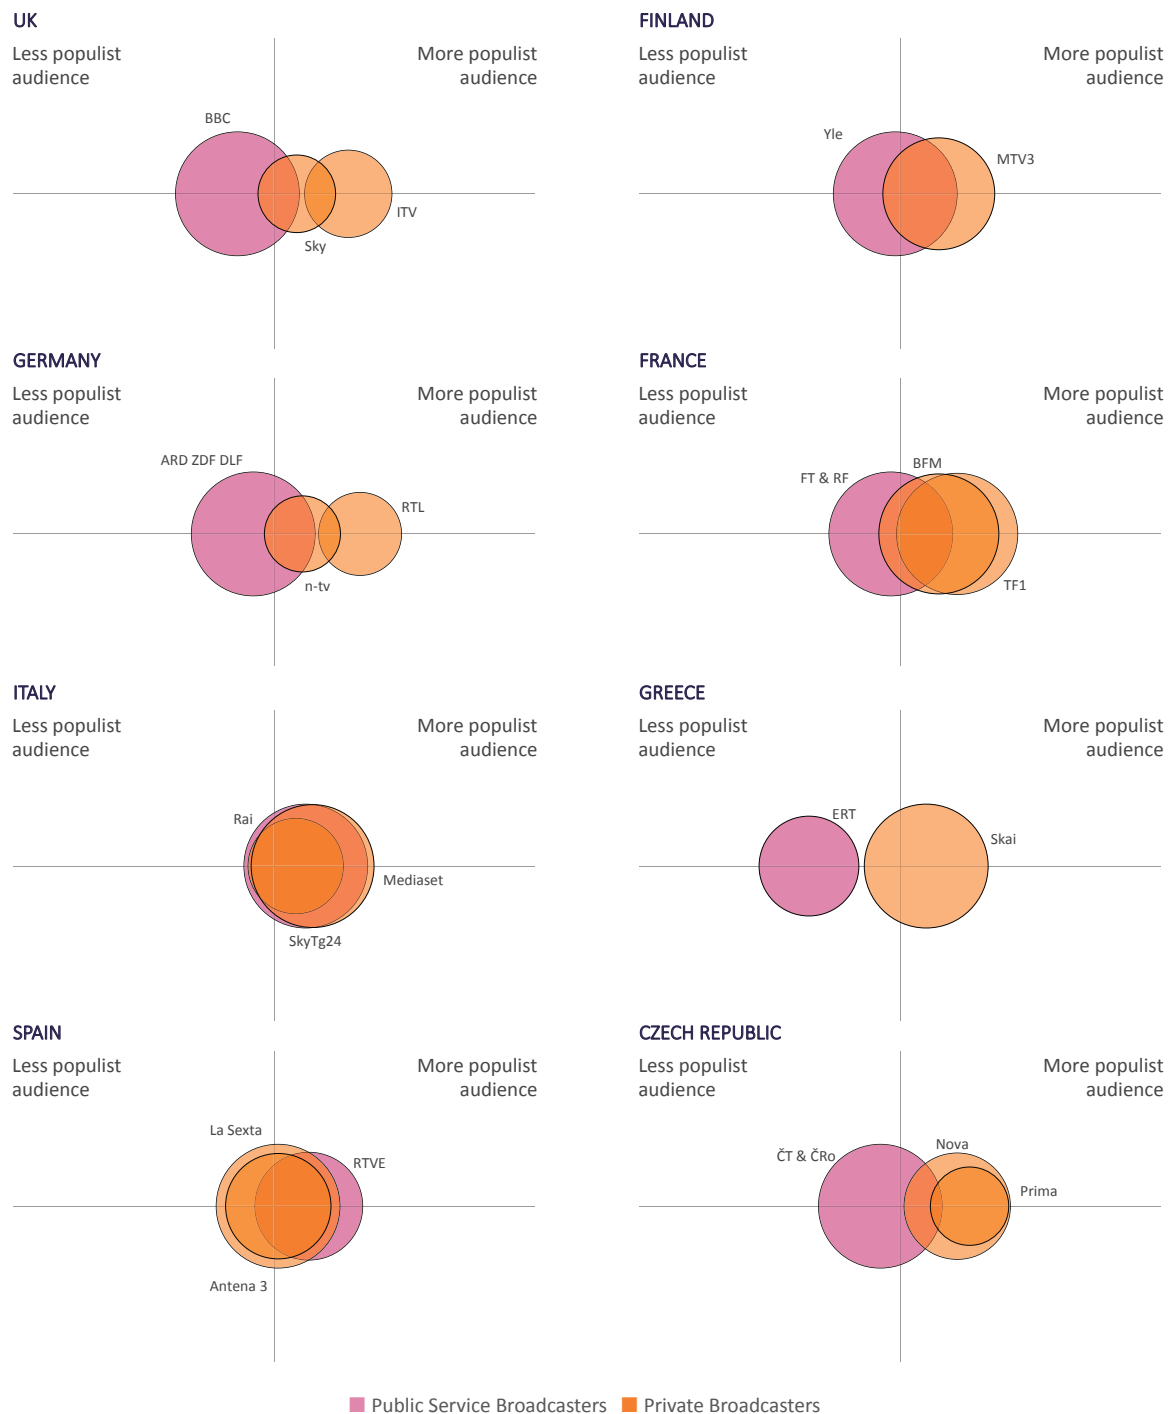 UK
Less populist
audience
More populist
audience
BBC
Sky
ITV
FINLAND
Less populist
audience
More populist
audience
Yle
MTV3
GERMANY
Less populist
audience
More populist
audience
ARD ZDF DLF
n-tv
RTL
FRANCE
Less populist
audience
More populist
audience
FT & RF
BFM
TF1
ITALY
Less populist
audience
More populist
audience
Rai
Mediaset
SkyTg24
GREECE
Less populist
audience
More populist
audience
ERT
Skai
SPAIN
Less populist
audience
More populist
audience
La Sexta
RTVE
Antena 3
CZECH REPUBLIC
Less populist
audience
More populist
audience
ČT & ČRo
Nova
Prima
Public Service Broadcasters
Private Broadcasters